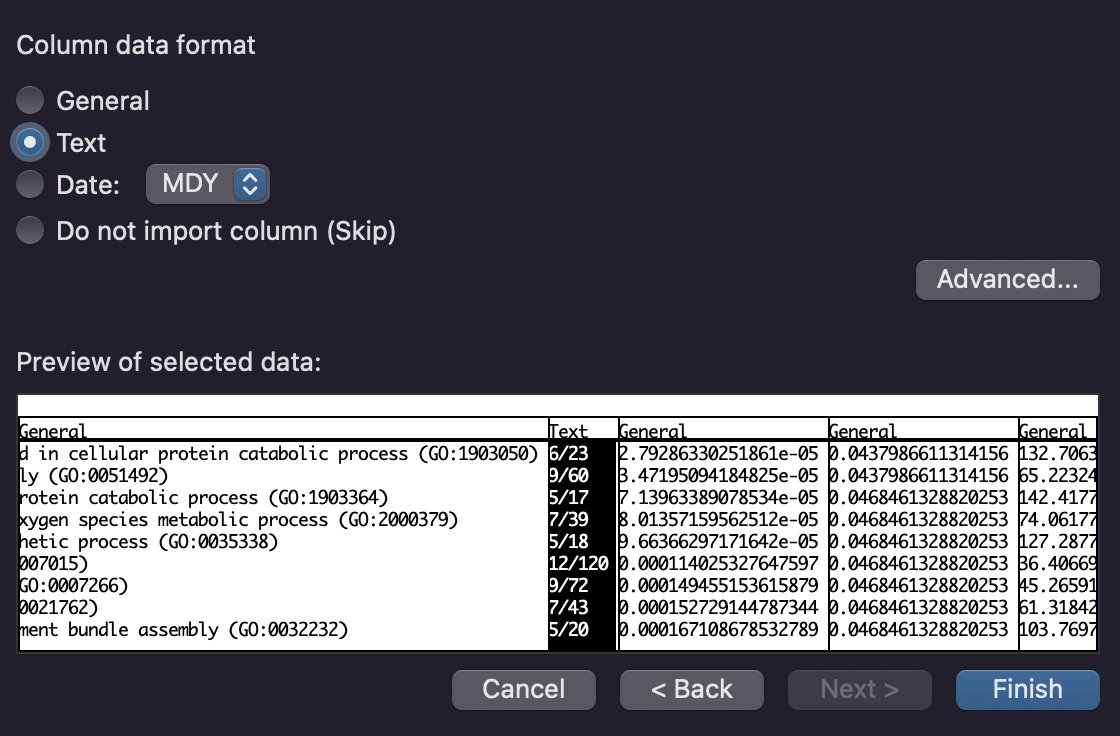 Column data format
General
Text
Date: MDY
Do not import column (Skip)
Advanced...
Preview of selected data:
General Text General General General
d in cellular protein catabolic process (GO:1903050) 6/23 2.79286330251861e-05 0.0437986611314156 132.7063
ly (GO:0051492) 9/60 3.47195094184825e-05 0.0437986611314156 65.22324
rotein catabolic process (GO:1903364) 5/17 7.13963389078534e-05 0.0468461328820253 142.4177
xygen species metabolic process (GO:2000379) 7/39 8.01357159562512e-05 0.0468461328820253 74.06177
hetic process (GO:0035338) 5/18 9.66366297171642e-05 0.0468461328820253 127.2877
007015) 12/120 0.000114025327647597 0.0468461328820253 36.40669
GO:0007266) 9/72 0.000149455153615879 0.0468461328820253 45.26591
0021762) 7/43 0.000152729144787344 0.0468461328820253 61.31842
ment bundle assembly (GO:0032232) 5/20 0.000167108678532789 0.0468461328820253 103.7697
Cancel < Back Next > Finish